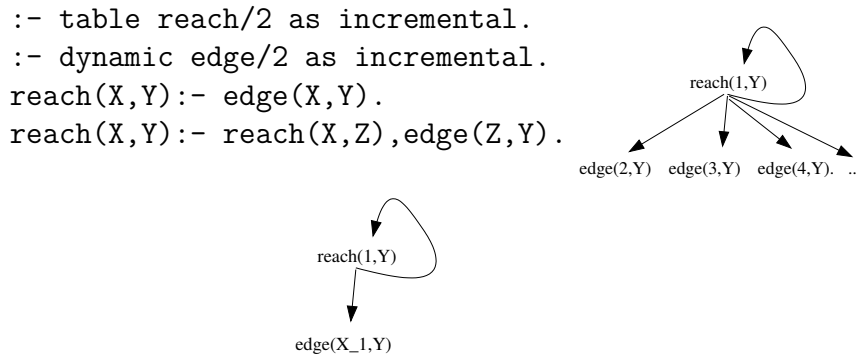 :- table reach/2 as incremental.
:- dynamic edge/2 as incremental.
reach(X,Y):- edge(X,Y).
reach(X,Y):- reach(X,Z),edge(Z,Y).
reach(1,Y)
edge(2,Y) edge(3,Y) edge(4,Y). ..
reach(1,Y)
edge(X_1,Y)